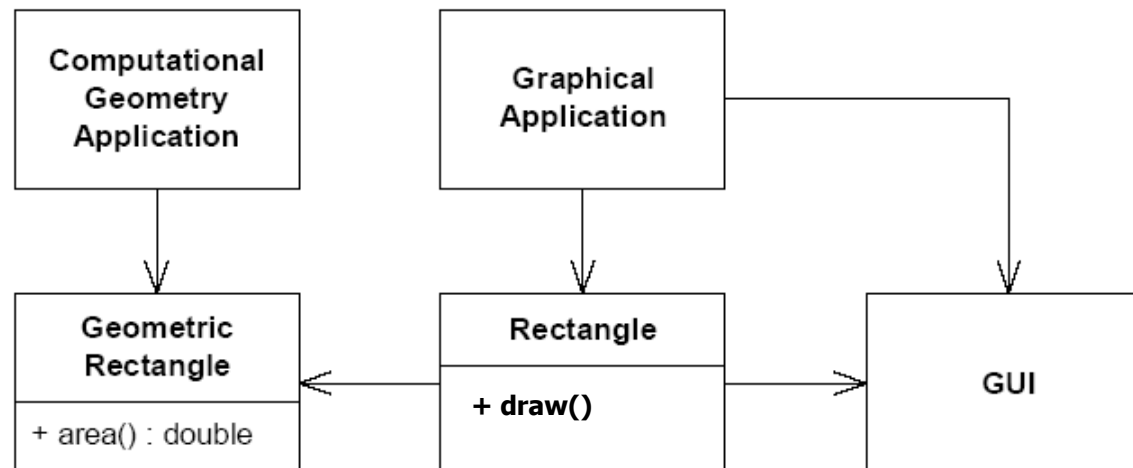 Computational
Geometry
Application
Graphical
Application
Geometric
Rectangle
+ area() : double
Rectangle
+ draw()
GUI